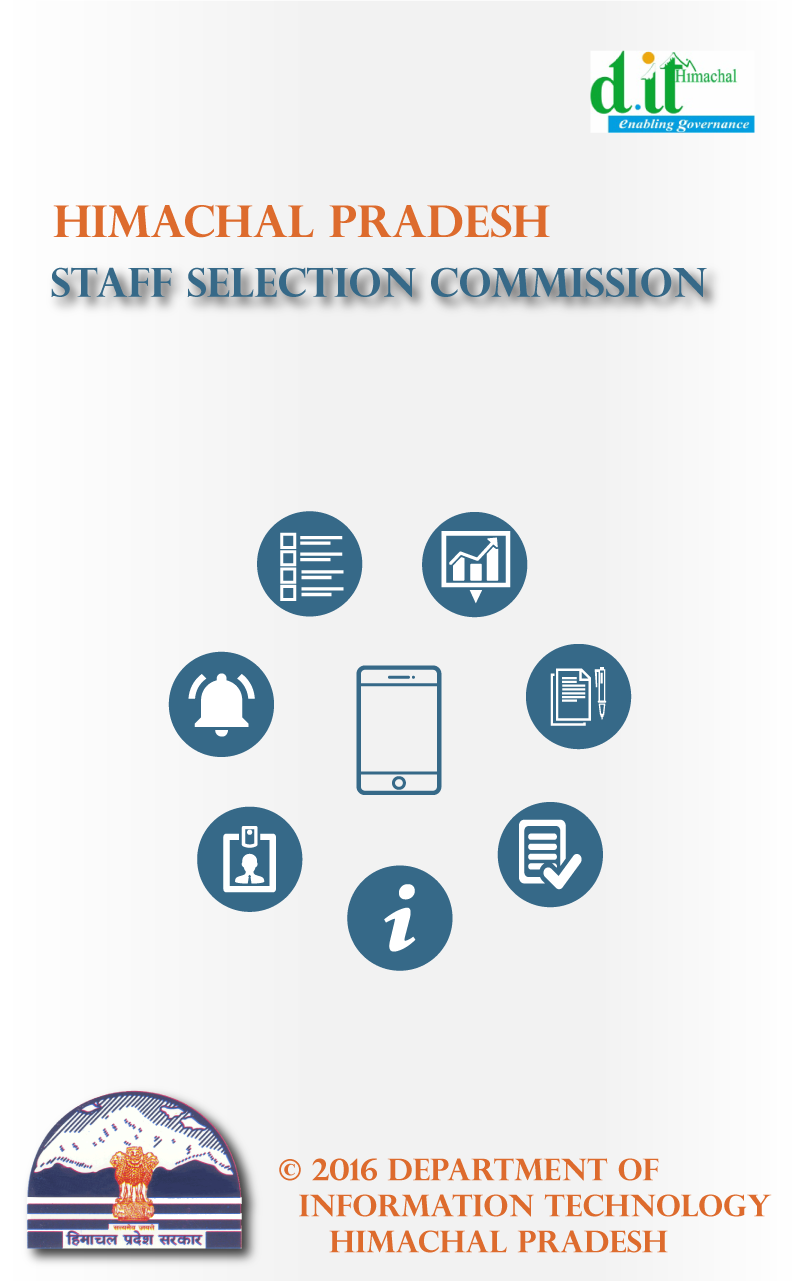 d.it Himachal
enabling governance
HIMACHAL PRADESH
STAFF SELECTION COMMISSION
i
सत्यमेव जयते
हिमाचल प्रदेश सरकार
© 2016 DEPARTMENT OF
INFORMATION TECHNOLOGY
HIMACHAL PRADESH